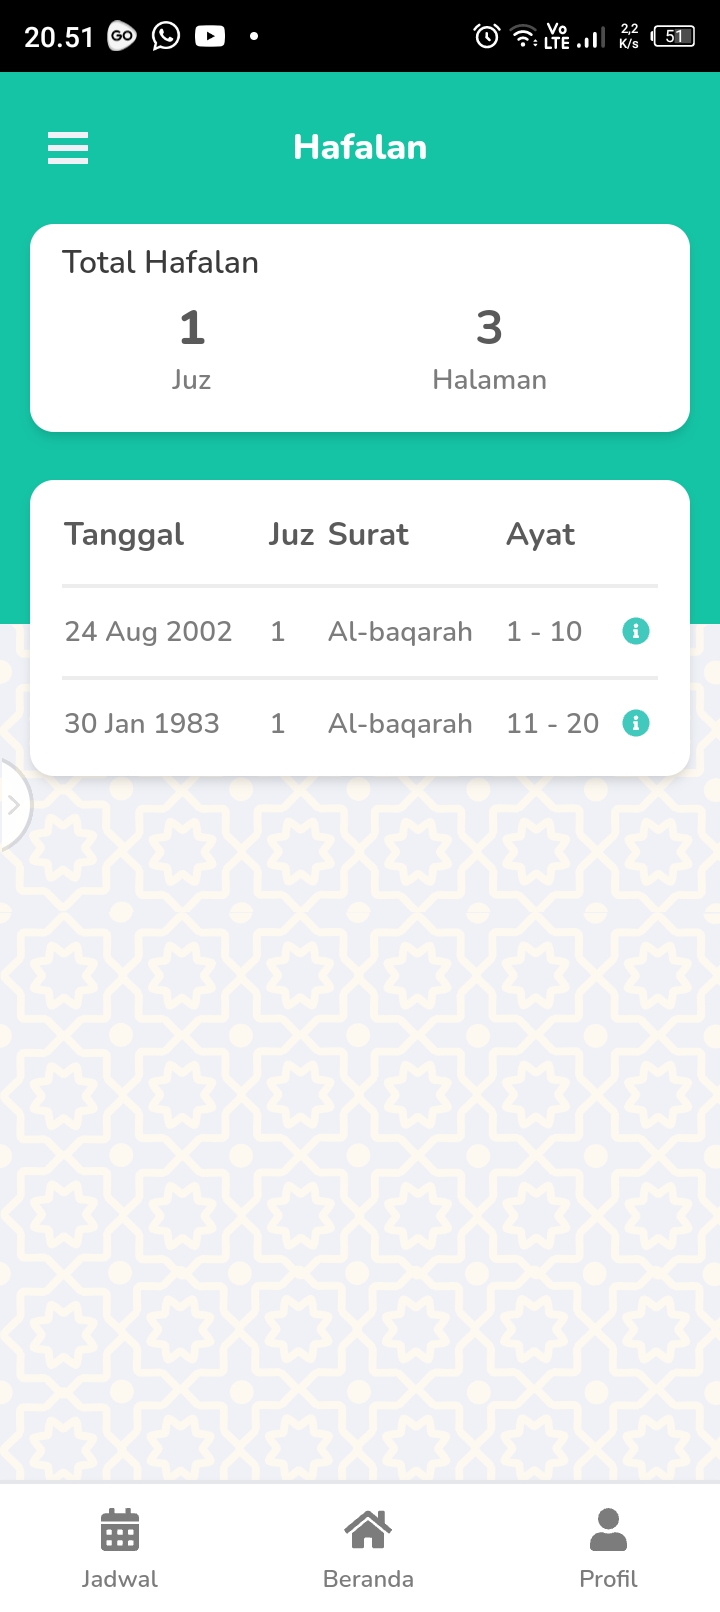 20.51 GO Vo LTE 2,2 K/s 51
Hafalan
Total Hafalan
1 3
Juz Halaman
Tanggal Juz Surat Ayat
24 Aug 2002 1 Al-baqarah 1 - 10
30 Jan 1983 1 Al-baqarah 11 - 20
Jadwal Beranda Profil